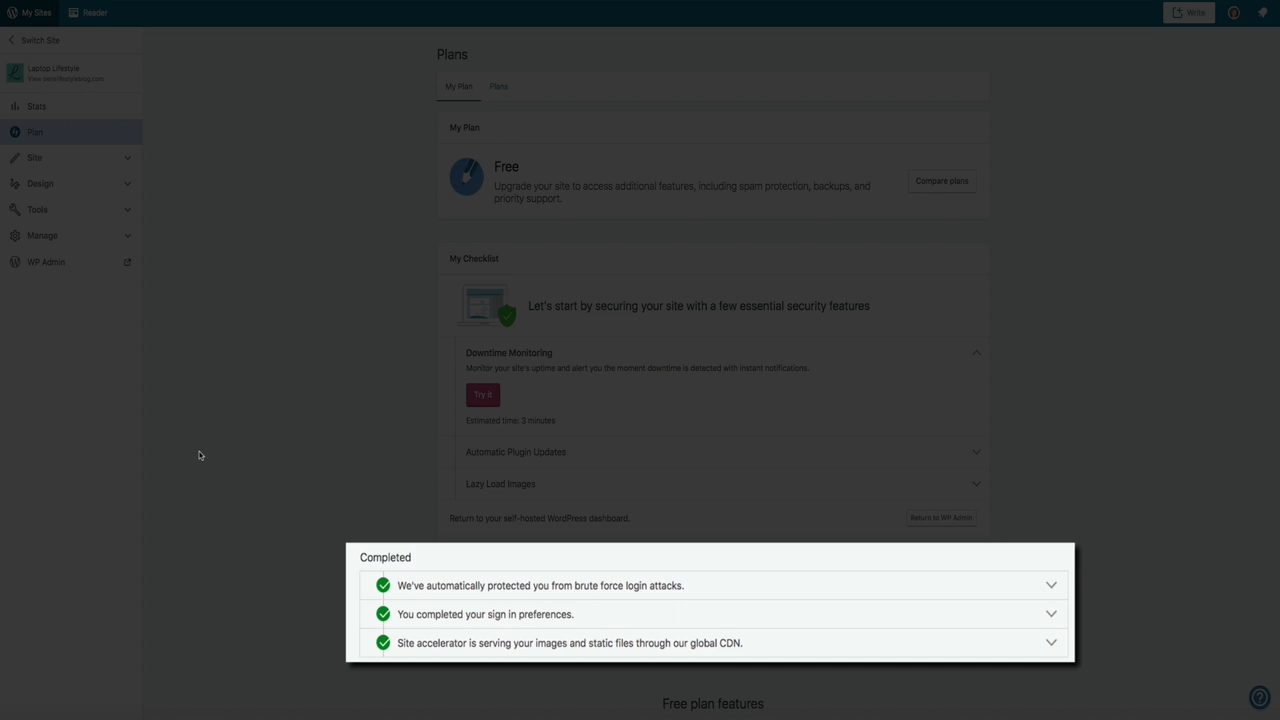 My Sites
Reader
Write
Switch Site
Laptop Lifestyle
Stats
Plan
Site
Design
Tools
Manage
WP Admin
Plans
My Plan
Plans
My Plan
Free
Upgrade your site to access additional features, including spam protection, backups, and
priority support.
Compare plans
My Checklist
Let's start by securing your site with a few essential security features
Downtime Monitoring
Monitor your site's uptime and alert you the moment downtime is detected with instant notifications.
Try it
Estimated time: 3 minutes
Automatic Plugin Updates
Lazy Load Images
Return to your self-hosted WordPress dashboard.
Return to WP Admin
Completed
We've automatically protected you from brute force login attacks.
You completed your sign in preferences.
Site accelerator is serving your images and static files through our global CDN.
Free plan features